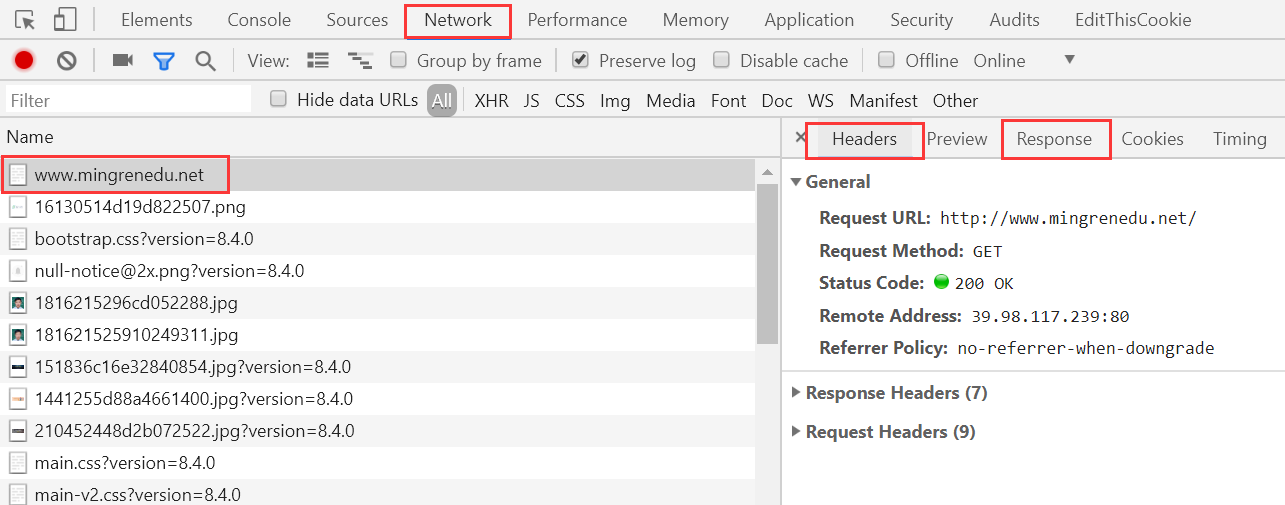 Elements Console Sources Network Performance Memory Application Security Audits EditThisCookie
View: Group by frame Preserve log Disable cache Offline Online
Filter Hide data URLs All XHR JS CSS Img Media Font Doc WS Manifest Other
Name
× Headers Preview Response Cookies Timing
www.mingrenedu.net
16130514d19d822507.png
bootstrap.css?version=8.4.0
null-notice@2x.png?version=8.4.0
1816215296cd052288.jpg
181621525910249311.jpg
151836c16e32840854.jpg?version=8.4.0
1441255d88a4661400.jpg?version=8.4.0
210452448d2b072522.jpg?version=8.4.0
main.css?version=8.4.0
main-v2.css?version=8.4.0
General
Request URL: http://www.mingrenedu.net/
Request Method: GET
Status Code: 200 OK
Remote Address: 39.98.117.239:80
Referrer Policy: no-referrer-when-downgrade
Response Headers (7)
Request Headers (9)